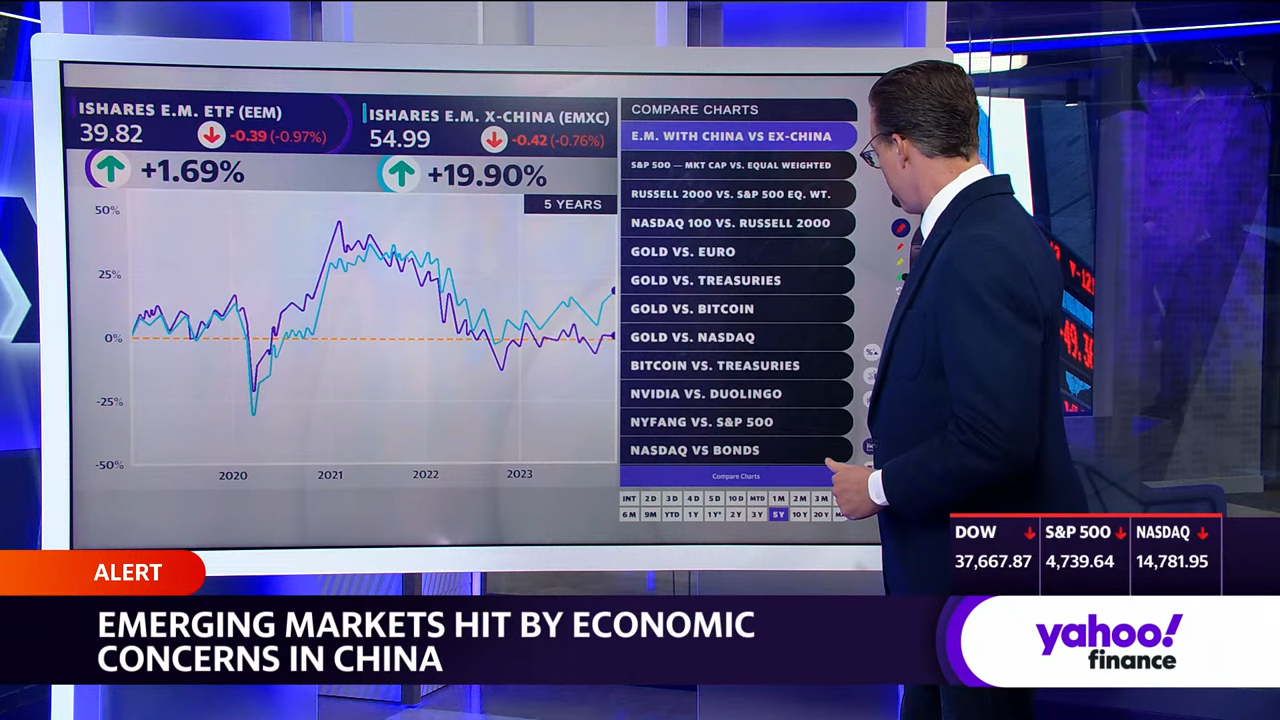 ISHARES E.M. ETF (EEM)
39.82 -0.39 (-0.97%)
+1.69%
ISHARES E.M. X-CHINA (EMXC)
54.99 -0.42 (-0.76%)
+19.90%
5 YEARS
50%
25%
0%
-25%
-50%
2020 2021 2022 2023
COMPARE CHARTS
E.M. WITH CHINA VS EX-CHINA
S&P 500 — MKT CAP VS. EQUAL WEIGHTED
RUSSELL 2000 VS. S&P 500 EQ. WT.
NASDAQ 100 VS. RUSSELL 2000
GOLD VS. EURO
GOLD VS. TREASURIES
GOLD VS. BITCOIN
GOLD VS. NASDAQ
BITCOIN VS. TREASURIES
NVIDIA VS. DUOLINGO
NYFANG VS. S&P 500
NASDAQ VS BONDS
Compare Charts
INT 2D 3D 4D 5D 10D MTD 1M 2M 3M
6M 9M YTD 1Y 1Y* 2Y 3Y 5Y 10Y 20Y
DOW S&P 500 NASDAQ
37,667.87 4,739.64 14,781.95
ALERT
EMERGING MARKETS HIT BY ECONOMIC
CONCERNS IN CHINA
yahoo!
finance